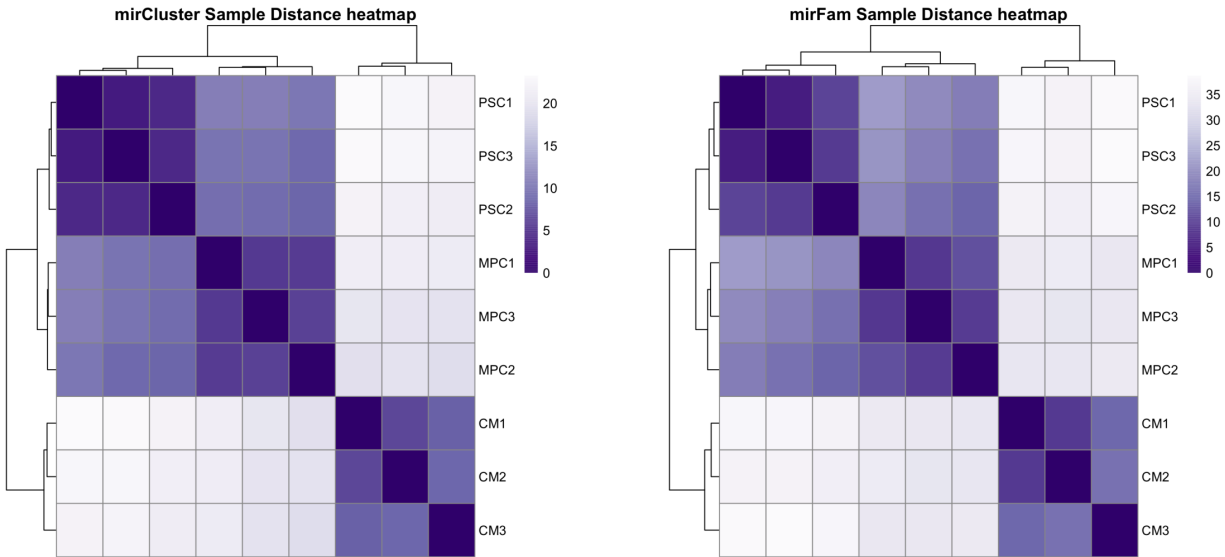 mirCluster Sample Distance heatmap
PSC1
PSC3
PSC2
MPC1
MPC3
MPC2
CM1
CM2
CM3
20
15
10
5
0
mirFam Sample Distance heatmap
PSC1
PSC3
PSC2
MPC1
MPC3
MPC2
CM1
CM2
CM3
35
30
25
20
15
10
5
0